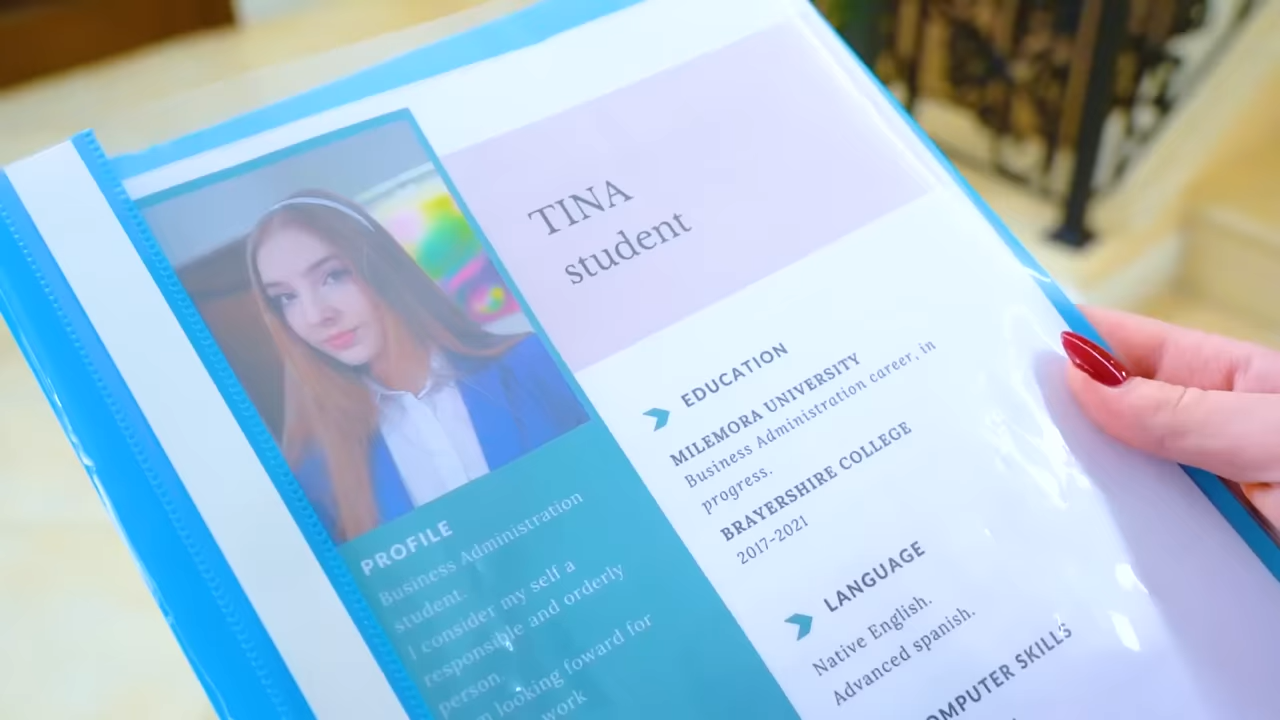 TINA
student
EDUCATION
MILEMORA UNIVERSITY
Business Administration career, in
progress.
BRAYERSHIRE COLLEGE
2017-2021
LANGUAGE
Native English.
Advanced spanish.
COMPUTER SKILLS
PROFILE
Business Administration
student.
I consider my self a
responsible and orderly
person.
looking foward for
work